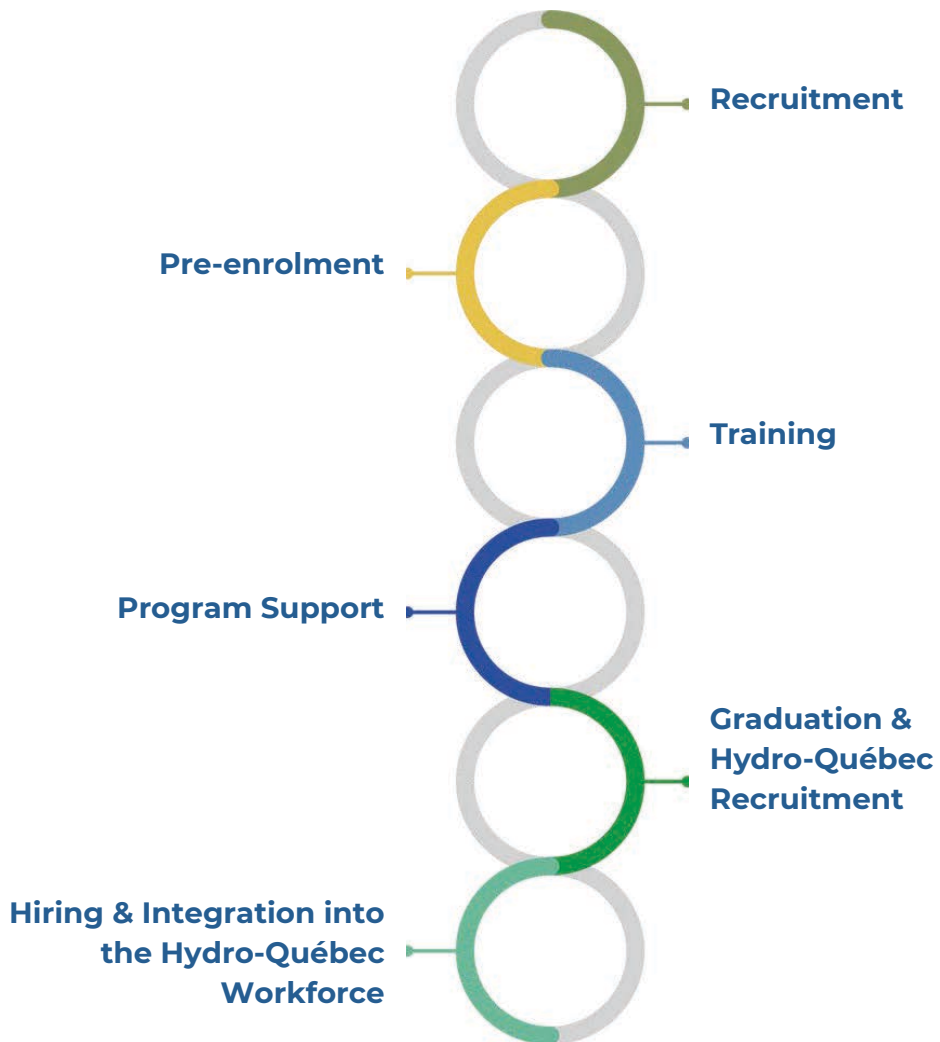 Recruitment
Pre-enrolment
Training
Program Support
Graduation &
Hydro-Québec
Recruitment
Hiring & Integration into
the Hydro-Québec
Workforce